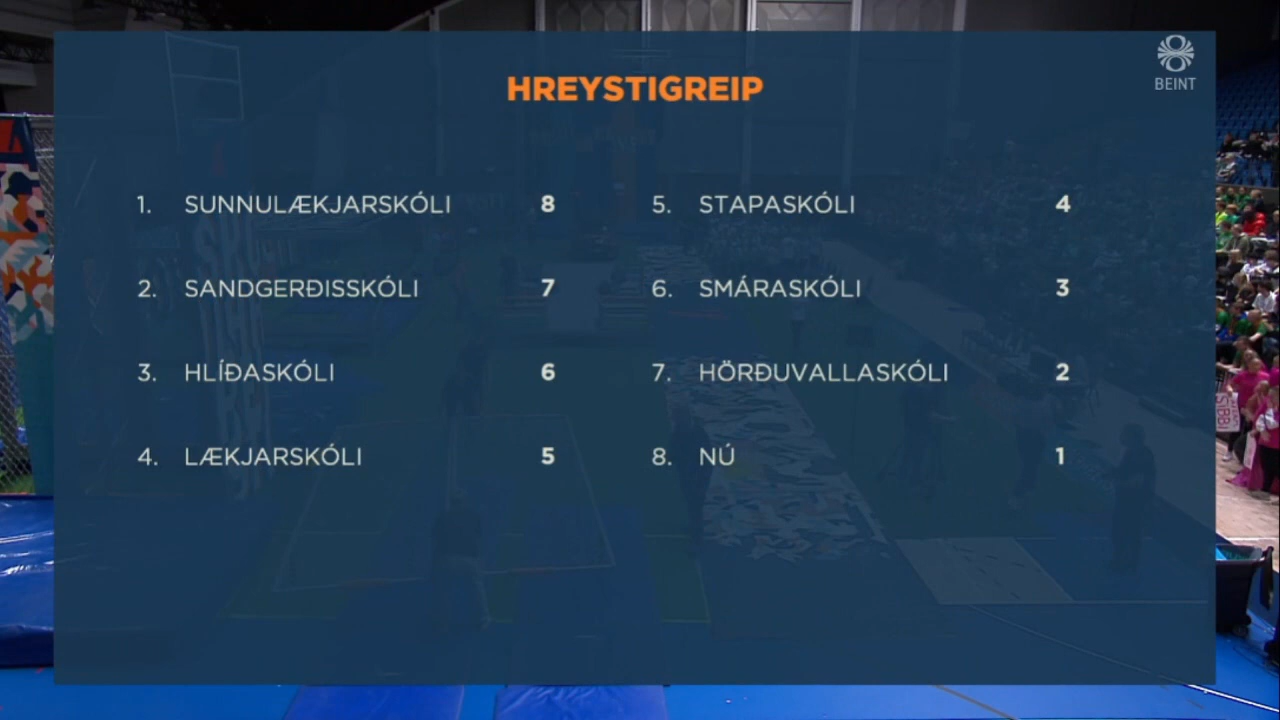 BEINT
HREYSTIGREIP
1. SUNNULÆKJARSKÓLI 8
2. SANDGERÐISSKÓLI 7
3. HLÍÐASKÓLI 6
4. LÆKJARSKÓLI 5
5. STAPASKÓLI 4
6. SMÁRASKÓLI 3
7. HÖRÐUVALLASKÓLI 2
8. NÚ 1